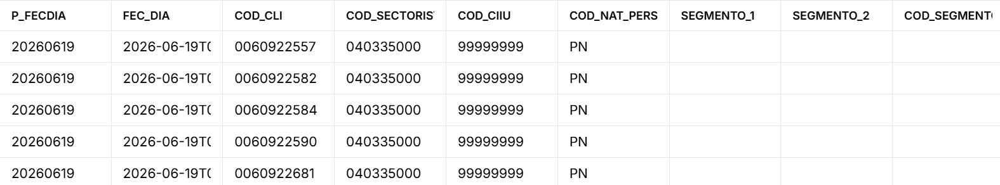 P_FECDIA FEC_DIA COD_CLI COD_SECTORIS COD_CIIU COD_NAT_PERS SEGMENTO_1 SEGMENTO_2 COD_SEGMENT
20260619 2026-06-19T 0060922557 040335000 99999999 PN
20260619 2026-06-19T 0060922582 040335000 99999999 PN
20260619 2026-06-19T 0060922584 040335000 99999999 PN
20260619 2026-06-19T 0060922590 040335000 99999999 PN
20260619 2026-06-19T 0060922681 040335000 99999999 PN